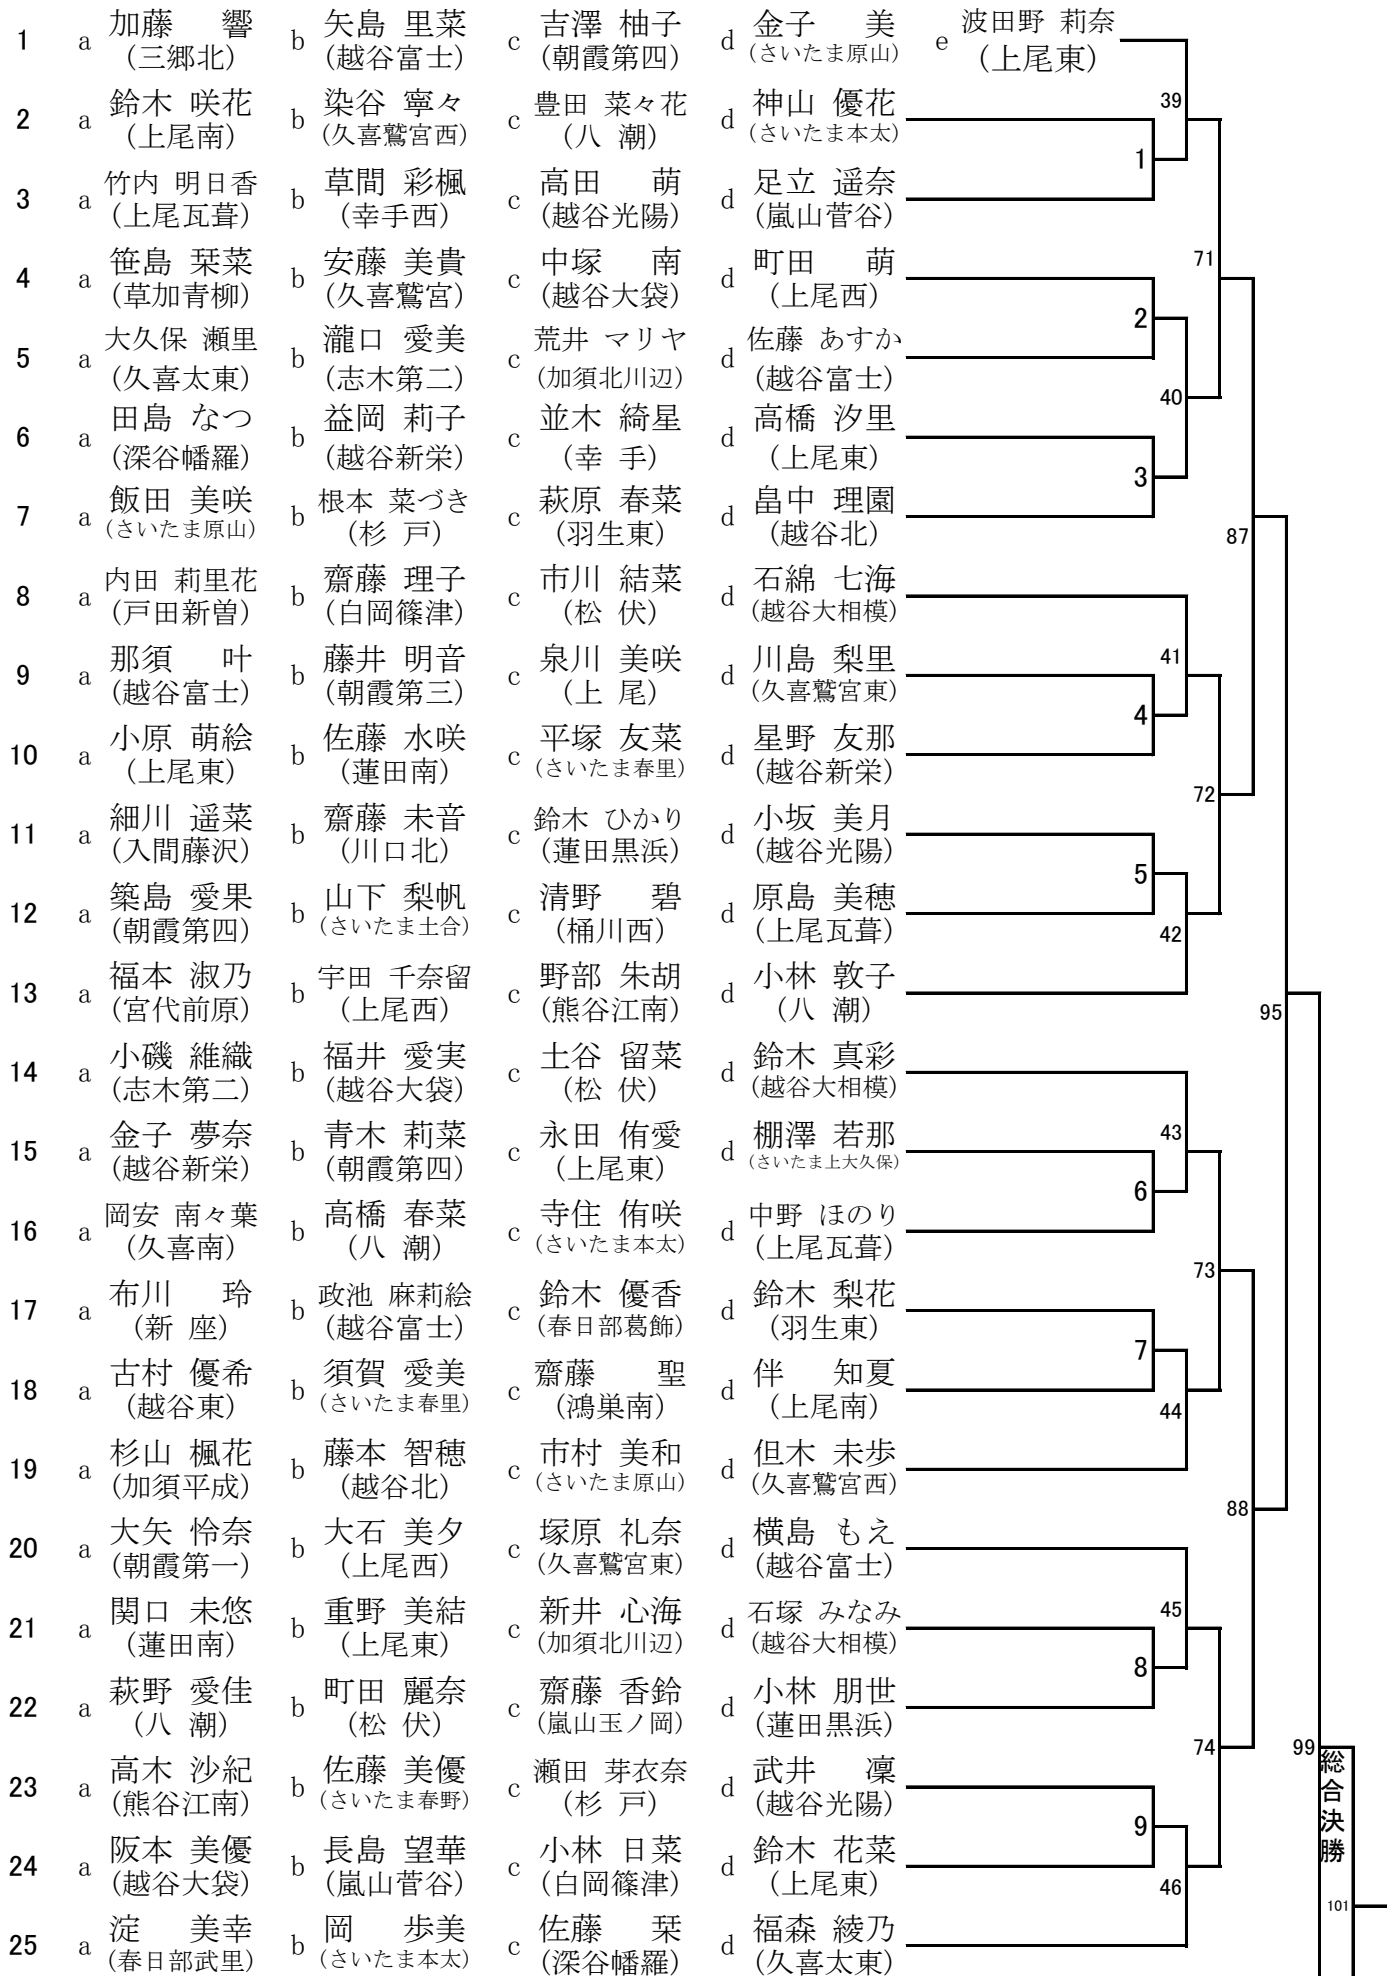 1 a 加藤 響 b 矢島 里菜 c 吉澤 柚子 d 金子 美 e 波田野 莉奈
(三郷北) (越谷富士) (朝霞第四) (さいたま原山) (上尾東)
39
2 a 鈴木 咲花 b 染谷 寧々 c 豊田 菜々花 d 神山 優花
(上尾南) (久喜鷲宮西) (八 潮) (さいたま本太)
1
3 a 竹内 明日香 b 草間 彩楓 c 高田 萌 d 足立 遥奈
(上尾瓦葺) (幸手西) (越谷光陽) (嵐山菅谷)
71
4 a 笹島 栞菜 b 安藤 美貴 c 中塚 南 d 町田 萌
(草加青柳) (久喜鷲宮) (越谷大袋) (上尾西)
2
5 a 大久保 瀬里 b 瀧口 愛美 c 荒井 マリヤ d 佐藤 あすか
(久喜太東) (志木第二) (加須北川辺) (越谷富士)
40
6 a 田島 なつ b 益岡 莉子 c 並木 綺星 d 高橋 汐里
(深谷幡羅) (越谷新栄) (幸 手) (上尾東)
3
7 a 飯田 美咲 b 根本 菜づき c 萩原 春菜 d 畠中 理園
(さいたま原山) (杉 戸) (羽生東) (越谷北)
87
8 a 内田 莉里花 b 齋藤 理子 c 市川 結菜 d 石綿 七海
(戸田新曽) (白岡篠津) (松 伏) (越谷大相模)
41
9 a 那須 叶 b 藤井 明音 c 泉川 美咲 d 川島 梨里
(越谷富士) (朝霞第三) (上 尾) (久喜鷲宮東)
4
10 a 小原 萌絵 b 佐藤 水咲 c 平塚 友菜 d 星野 友那
(上尾東) (蓮田南) (さいたま春里) (越谷新栄)
72
11 a 細川 遥菜 b 齋藤 未音 c 鈴木 ひかり d 小坂 美月
(入間藤沢) (川口北) (蓮田黒浜) (越谷光陽)
5
12 a 築島 愛果 b 山下 梨帆 c 清野 碧 d 原島 美穂
(朝霞第四) (さいたま土合) (桶川西) (上尾瓦葺)
42
13 a 福本 淑乃 b 宇田 千奈留 c 野部 朱胡 d 小林 敦子
(宮代前原) (上尾西) (熊谷江南) (八 潮)
95
14 a 小磯 維織 b 福井 愛実 c 土谷 留菜 d 鈴木 真彩
(志木第二) (越谷大袋) (松 伏) (越谷大相模)
43
15 a 金子 夢奈 b 青木 莉菜 c 永田 侑愛 d 棚澤 若那
(越谷新栄) (朝霞第四) (上尾東) (さいたま上大久保)
6
16 a 岡安 南々葉 b 高橋 春菜 c 寺住 侑咲 d 中野 ほのり
(久喜南) (八 潮) (さいたま本太) (上尾瓦葺)
73
17 a 布川 玲 b 政池 麻莉絵 c 鈴木 優香 d 鈴木 梨花
(新 座) (越谷富士) (春日部葛飾) (羽生東)
7
18 a 古村 優希 b 須賀 愛美 c 齋藤 聖 d 伴 知夏
(越谷東) (さいたま春里) (鴻巣南) (上尾南)
44
19 a 杉山 楓花 b 藤本 智穂 c 市村 美和 d 但木 未歩
(加須平成) (越谷北) (さいたま原山) (久喜鷲宮西)
88
20 a 大矢 怜奈 b 大石 美夕 c 塚原 礼奈 d 横島 もえ
(朝霞第一) (上尾西) (久喜鷲宮東) (越谷富士)
45
21 a 関口 未悠 b 重野 美結 c 新井 心海 d 石塚 みなみ
(蓮田南) (上尾東) (加須北川辺) (越谷大相模)
8
22 a 萩野 愛佳 b 町田 麗奈 c 齋藤 香鈴 d 小林 朋世
(八 潮) (松 伏) (嵐山玉ノ岡) (蓮田黒浜)
74
99
総合決勝
23 a 高木 沙紀 b 佐藤 美優 c 瀬田 芽衣奈 d 武井 凜
(熊谷江南) (さいたま春野) (杉 戸) (越谷光陽)
9
24 a 阪本 美優 b 長島 望華 c 小林 日菜 d 鈴木 花菜
(越谷大袋) (嵐山菅谷) (白岡篠津) (上尾東)
46
101
25 a 淀 美幸 b 岡 歩美 c 佐藤 栞 d 福森 綾乃
(春日部武里) (さいたま本太) (深谷幡羅) (久喜太東)